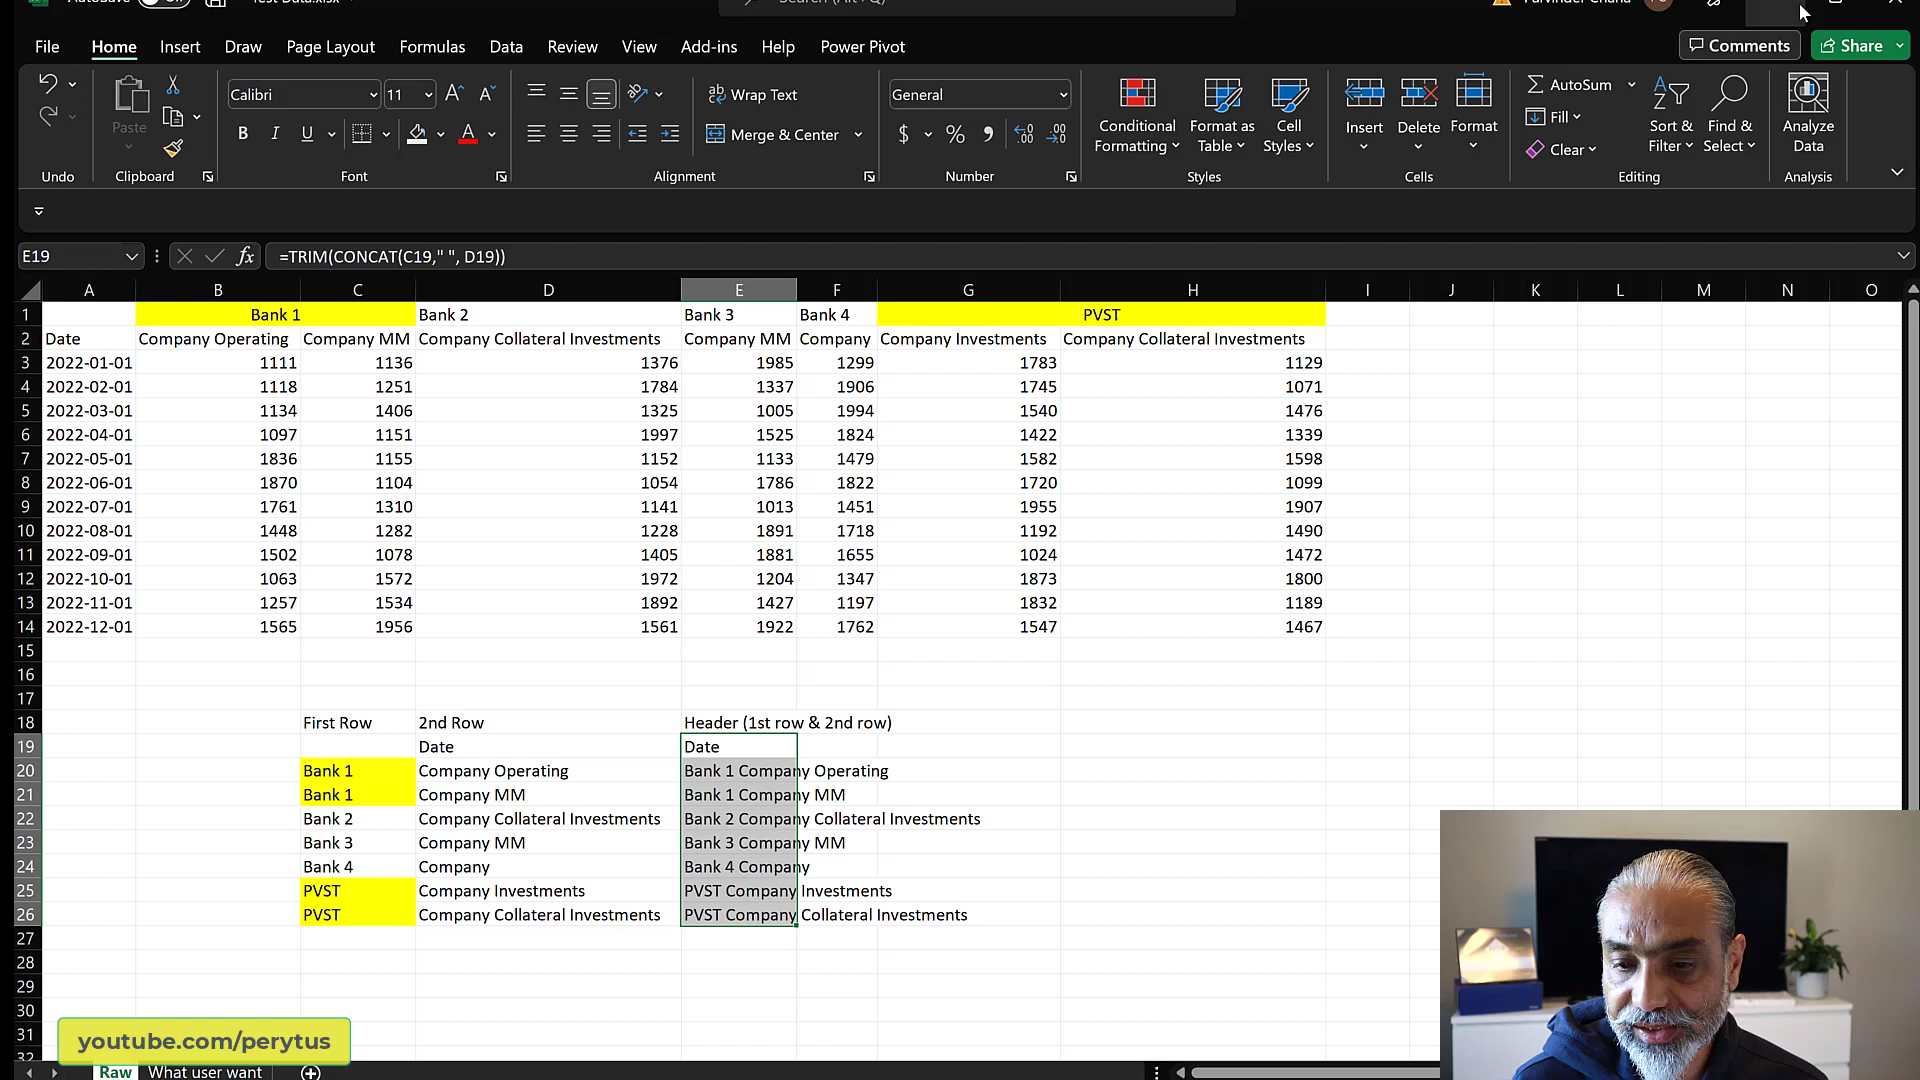 File Home Insert Draw Page Layout Formulas Data Review View Add-ins Help Power Pivot Comments Share
Calibri 11 Wrap Text General AutoSum
Paste Merge & Center $ % Conditional Formatting Format as Table Cell Styles Insert Delete Format Fill Clear Sort & Filter Find & Select Analyze Data
Undo Clipboard Font Alignment Number Styles Cells Editing Analysis
E19 fx =TRIM(CONCAT(C19," ", D19))
A B C D E F G H I J K L M N O
1 Bank 1 Bank 2 Bank 3 Bank 4 PVST
2 Date Company Operating Company MM Company Collateral Investments Company MM Company Company Investments Company Collateral Investments
3 2022-01-01 1111 1136 1376 1985 1299 1783 1129
4 2022-02-01 1118 1251 1784 1337 1906 1745 1071
5 2022-03-01 1134 1406 1325 1005 1994 1540 1476
6 2022-04-01 1097 1151 1997 1525 1824 1422 1339
7 2022-05-01 1836 1155 1152 1133 1479 1582 1598
8 2022-06-01 1870 1104 1054 1786 1822 1720 1099
9 2022-07-01 1761 1310 1141 1013 1451 1955 1907
10 2022-08-01 1448 1282 1228 1891 1718 1192 1490
11 2022-09-01 1502 1078 1405 1881 1655 1024 1472
12 2022-10-01 1063 1572 1972 1204 1347 1873 1800
13 2022-11-01 1257 1534 1892 1427 1197 1832 1189
14 2022-12-01 1565 1956 1561 1922 1762 1547 1467
15
16
17
18 First Row 2nd Row Header (1st row & 2nd row)
19 Date Date
20 Bank 1 Company Operating Bank 1 Company Operating
21 Bank 1 Company MM Bank 1 Company MM
22 Bank 2 Company Collateral Investments Bank 2 Company Collateral Investments
23 Bank 3 Company MM Bank 3 Company MM
24 Bank 4 Company Bank 4 Company
25 PVST Company Investments PVST Company Investments
26 PVST Company Collateral Investments PVST Company Collateral Investments
27
28
29
30
31
32
youtube.com/perytus
Raw What user want